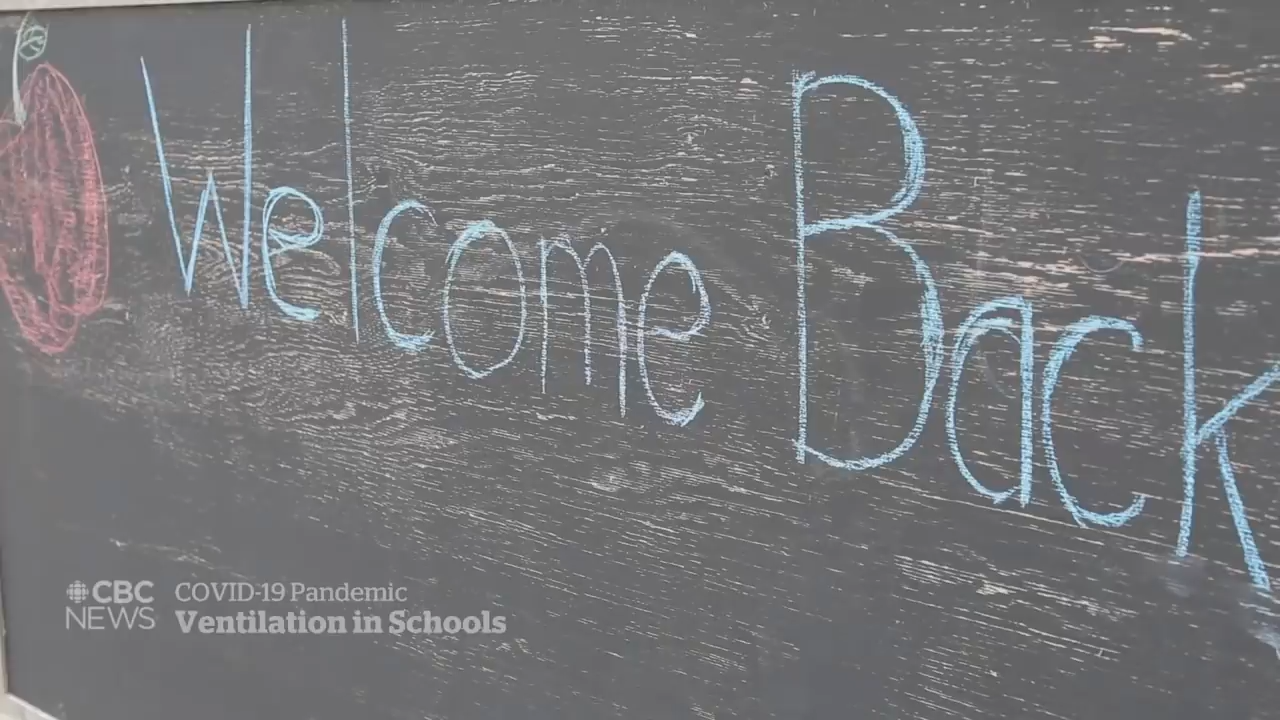 Welcome Back
CBC
NEWS
COVID-19 Pandemic
Ventilation in Schools